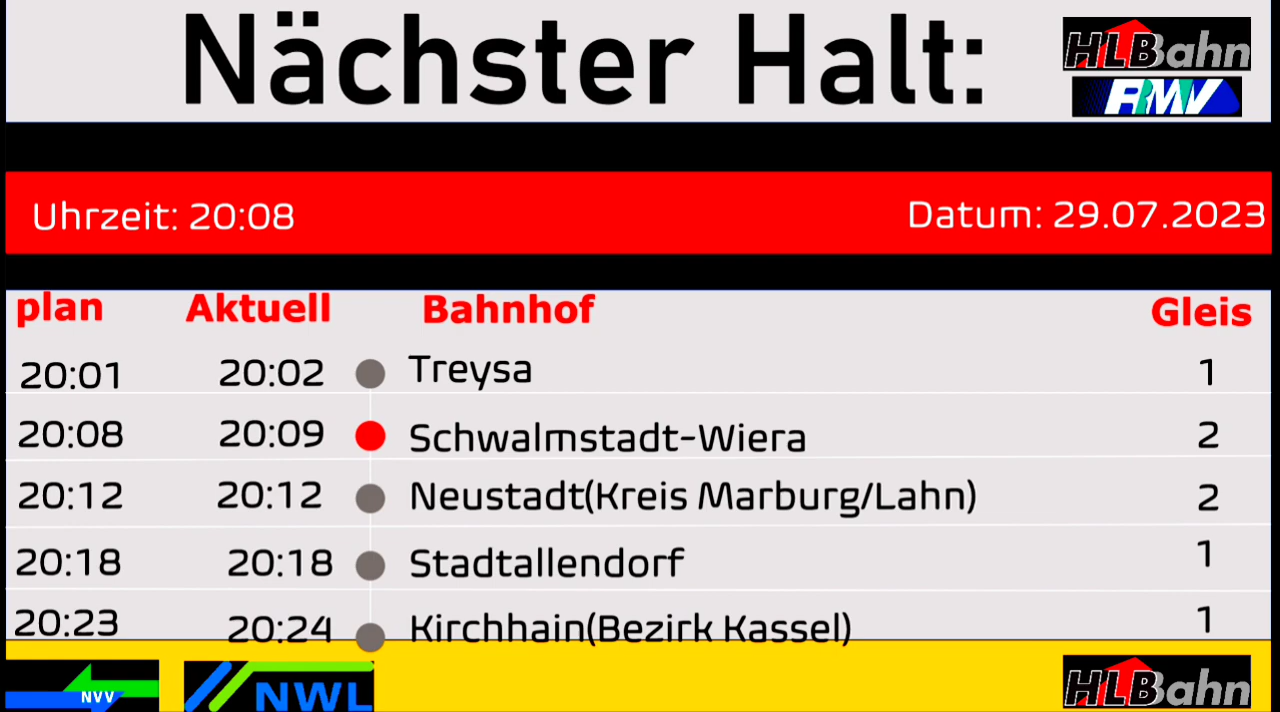 Nächster Halt:
HLBahn
RMV
Uhrzeit: 20:08 Datum: 29.07.2023
plan Aktuell Bahnhof Gleis
20:01 20:02 Treysa 1
20:08 20:09 Schwalmstadt-Wiera 2
20:12 20:12 Neustadt(Kreis Marburg/Lahn) 2
20:18 20:18 Stadtallendorf 1
20:23 20:24 Kirchhain(Bezirk Kassel) 1
NVV NWL HLBahn